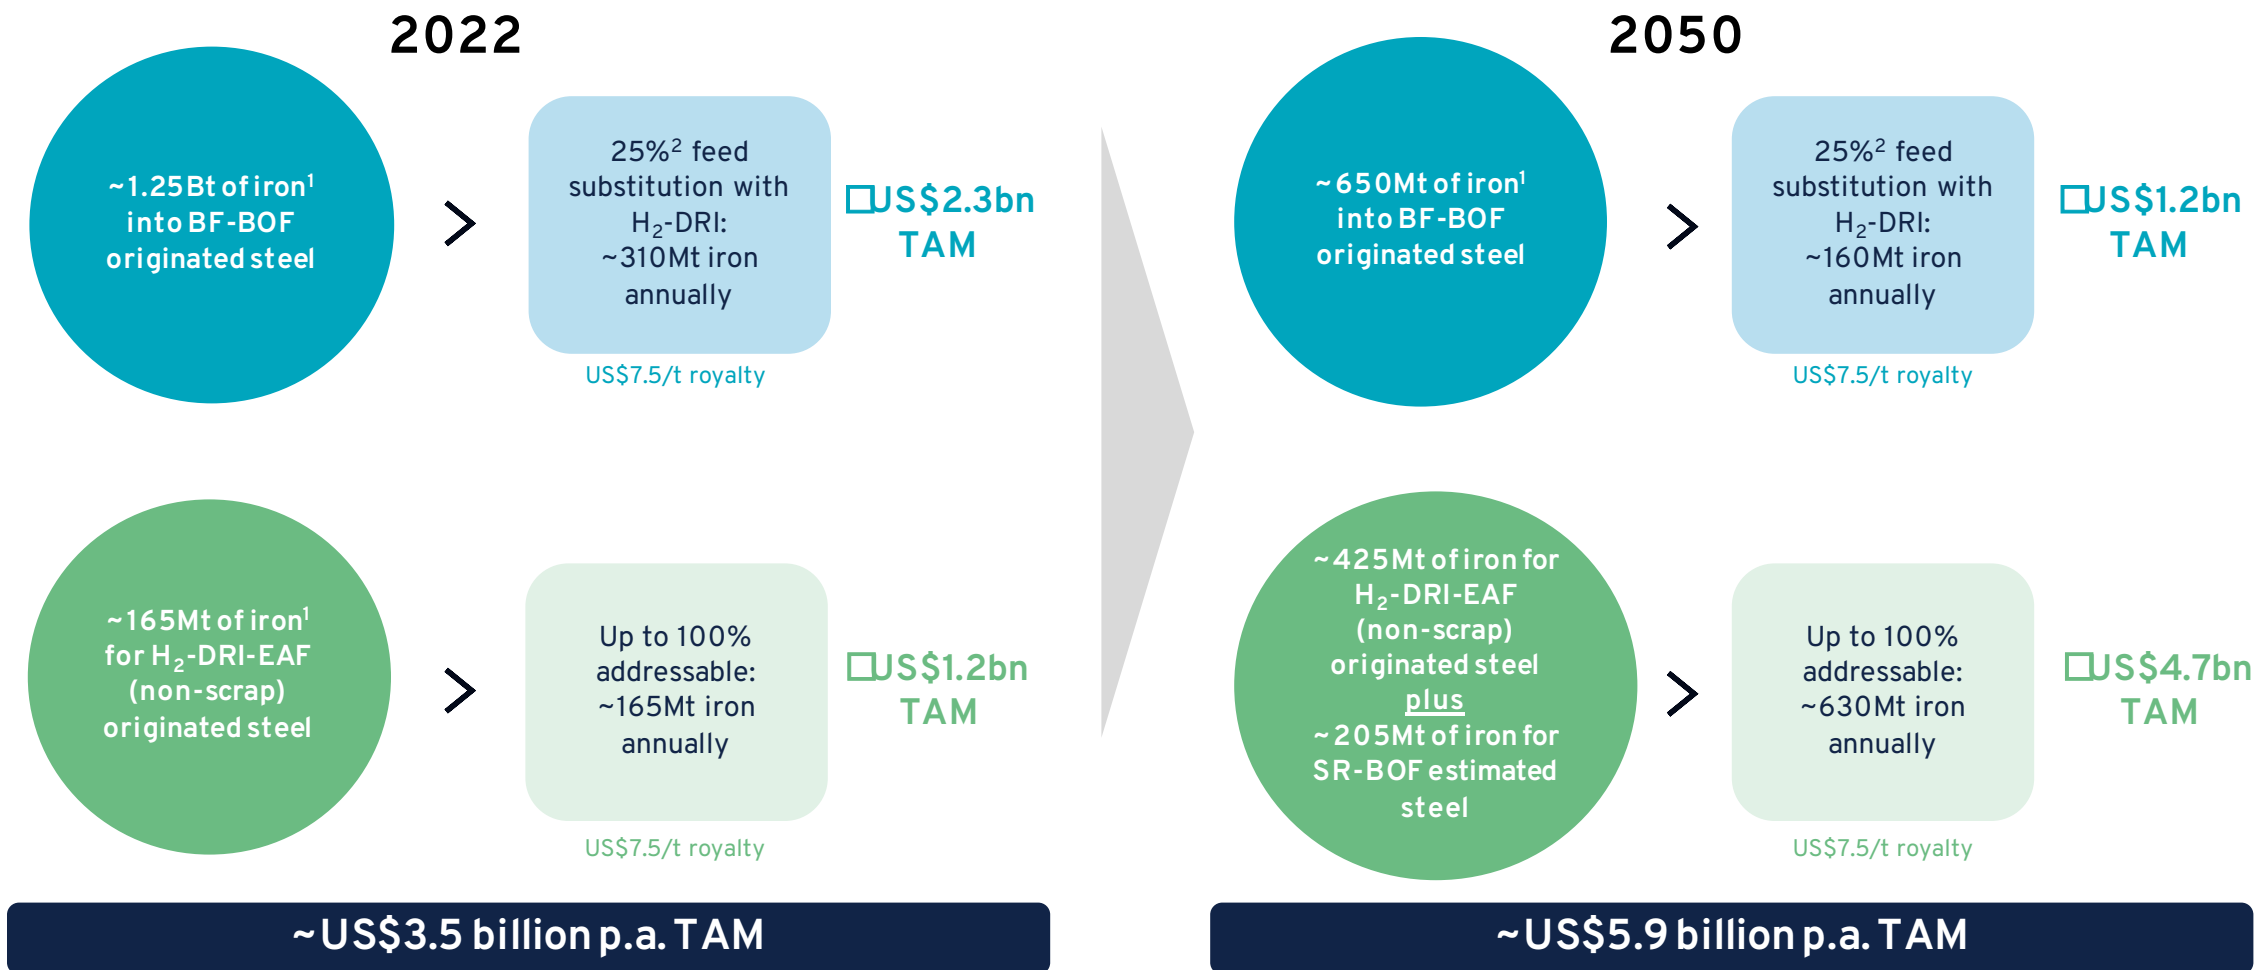 2022
~1.25Bt of iron¹
into BF-BOF
originated steel
>
25%² feed
substitution with
H₂-DRI:
~310Mt iron
annually
US$7.5/t royalty
□US$2.3bn
TAM
~165Mt of iron¹
for H₂-DRI-EAF
(non-scrap)
originated steel
>
Up to 100%
addressable:
~165Mt iron
annually
US$7.5/t royalty
□US$1.2bn
TAM
~US$3.5 billion p.a. TAM
2050
~650Mt of iron¹
into BF-BOF
originated steel
>
25%² feed
substitution with
H₂-DRI:
~160Mt iron
annually
US$7.5/t royalty
□US$1.2bn
TAM
~425Mt of iron for
H₂-DRI-EAF
(non-scrap)
originated steel
plus
~205Mt of iron for
SR-BOF estimated
steel
>
Up to 100%
addressable:
~630Mt iron
annually
US$7.5/t royalty
□US$4.7bn
TAM
~US$5.9 billion p.a. TAM